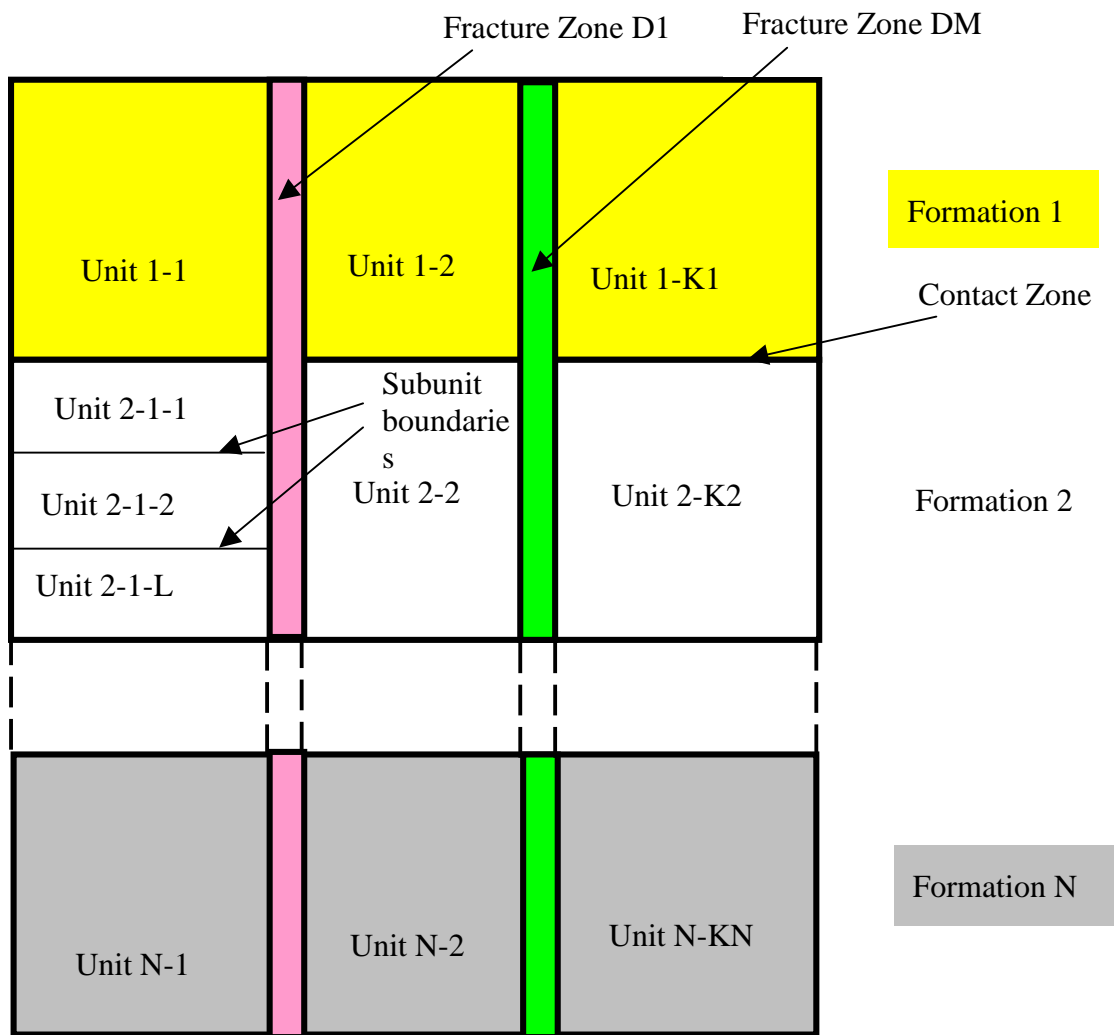 Fracture Zone D1
Fracture Zone DM
Formation 1
Unit 1-1
Unit 1-2
Unit 1-K1
Contact Zone
Subunit
boundarie
s
Unit 2-1-1
Unit 2-1-2
Unit 2-2
Unit 2-K2
Formation 2
Unit 2-1-L
Formation N
Unit N-1
Unit N-2
Unit N-KN